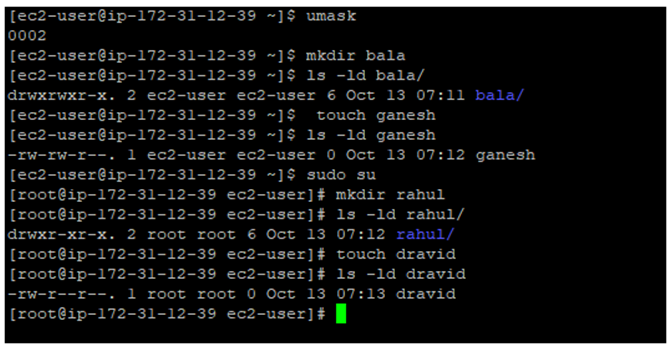 [ec2-user@ip-172-31-12-39 ~]$ umask
0002
[ec2-user@ip-172-31-12-39 ~]$ mkdir bala
[ec2-user@ip-172-31-12-39 ~]$ ls -ld bala/
drwxrwxr-x. 2 ec2-user ec2-user 6 Oct 13 07:11 bala/
[ec2-user@ip-172-31-12-39 ~]$  touch ganesh
[ec2-user@ip-172-31-12-39 ~]$ ls -ld ganesh
-rw-rw-r--. 1 ec2-user ec2-user 0 Oct 13 07:12 ganesh
[ec2-user@ip-172-31-12-39 ~]$ sudo su
[root@ip-172-31-12-39 ec2-user]# mkdir rahul
[root@ip-172-31-12-39 ec2-user]# ls -ld rahul/
drwxr-xr-x. 2 root root 6 Oct 13 07:12 rahul/
[root@ip-172-31-12-39 ec2-user]# touch dravid
[root@ip-172-31-12-39 ec2-user]# ls -ld dravid
-rw-r--r--. 1 root root 0 Oct 13 07:13 dravid
[root@ip-172-31-12-39 ec2-user]#